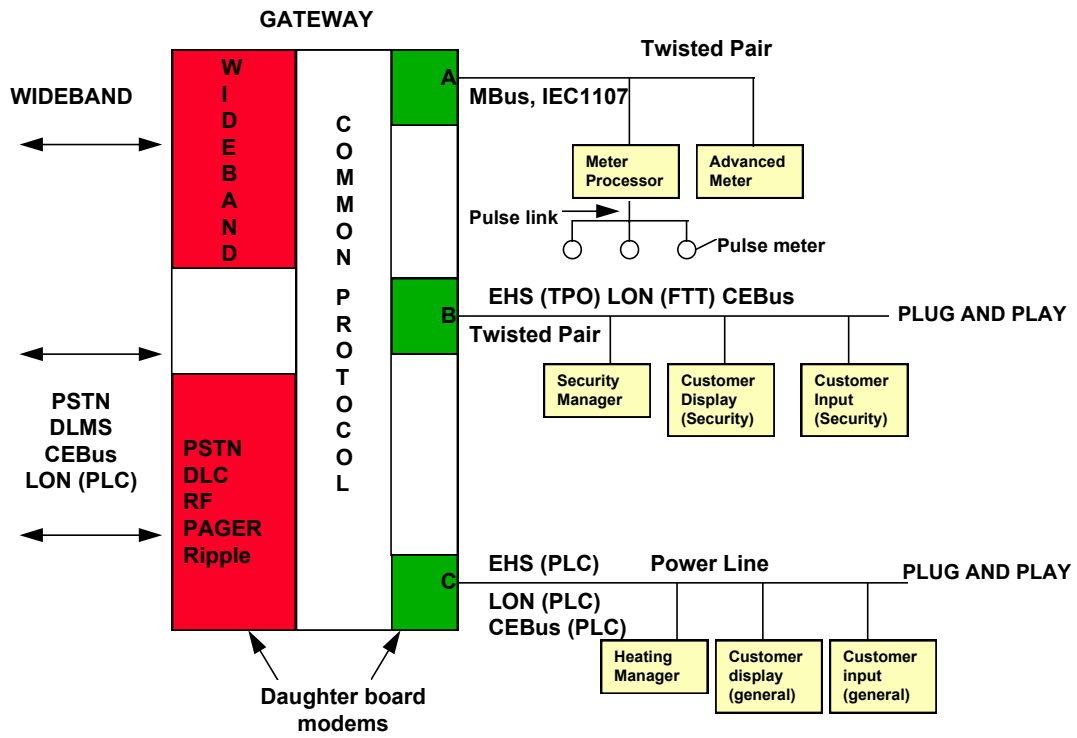 GATEWAY
WIDEBAND
WIDEBAND
COMMON PROTOCOL
A
Twisted Pair
MBus, IEC1107
Meter
Processor
Advanced
Meter
Pulse link
Pulse meter
B
EHS (TPO) LON (FTT) CEBus
PLUG AND PLAY
Twisted Pair
Security
Manager
Customer
Display
(Security)
Customer
Input
(Security)
PSTN
DLMS
CEBus
LON (PLC)
PSTN
DLC
RF
PAGER
Ripple
C
EHS (PLC)
Power Line
PLUG AND PLAY
LON (PLC)
CEBus (PLC)
Heating
Manager
Customer
display
(general)
Customer
input
(general)
Daughter board
modems